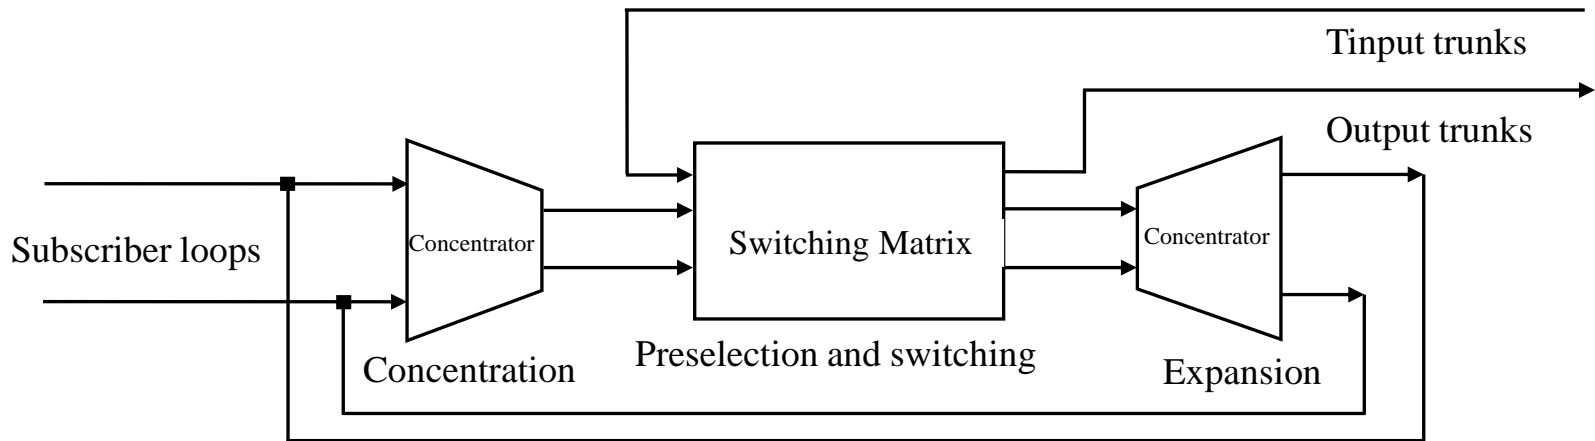 Tinput trunks
Output trunks
Subscriber loops
Concentrator
Switching Matrix
Concentrator
Concentration
Preselection and switching
Expansion